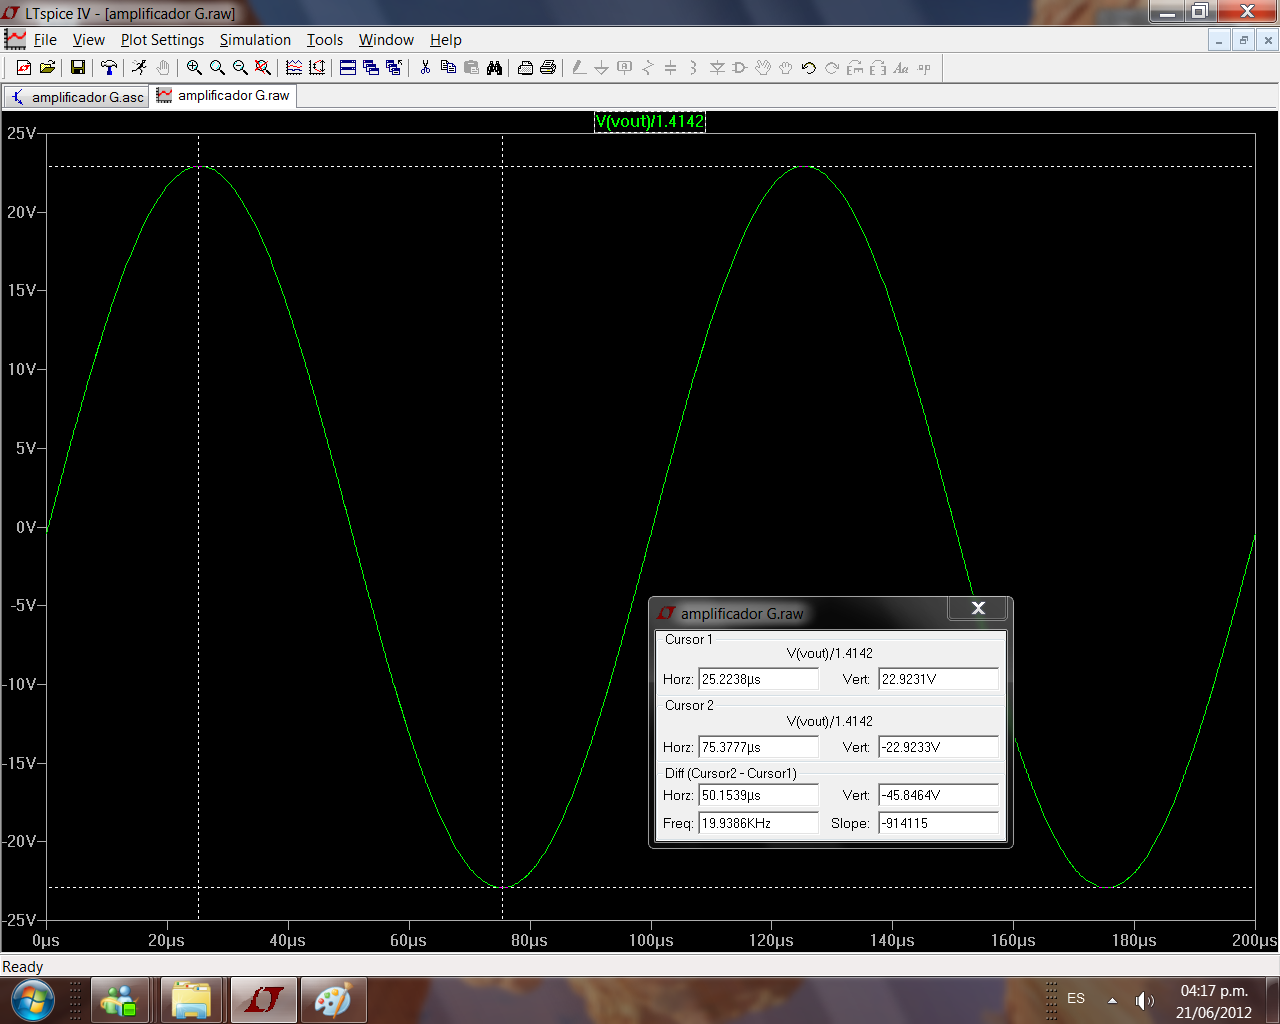 LTspice IV - [amplificador G.raw]
File View Plot Settings Simulation Tools Window Help
amplificador G.asc amplificador G.raw
V(vout)/1.4142
25V
20V
15V
10V
5V
0V
-5V
-10V
-15V
-20V
-25V
0µs 20µs 40µs 60µs 80µs 100µs 120µs 140µs 160µs 180µs 200µs
amplificador G.raw
Cursor 1
V(vout)/1.4142
Horz: 25.2238µs Vert: 22.9231V
Cursor 2
V(vout)/1.4142
Horz: 75.3777µs Vert: -22.9233V
Diff (Cursor2 - Cursor1)
Horz: 50.1539µs Vert: -45.8464V
Freq: 19.9386KHz Slope: -914115
Ready
ES
04:17 p.m.
21/06/2012